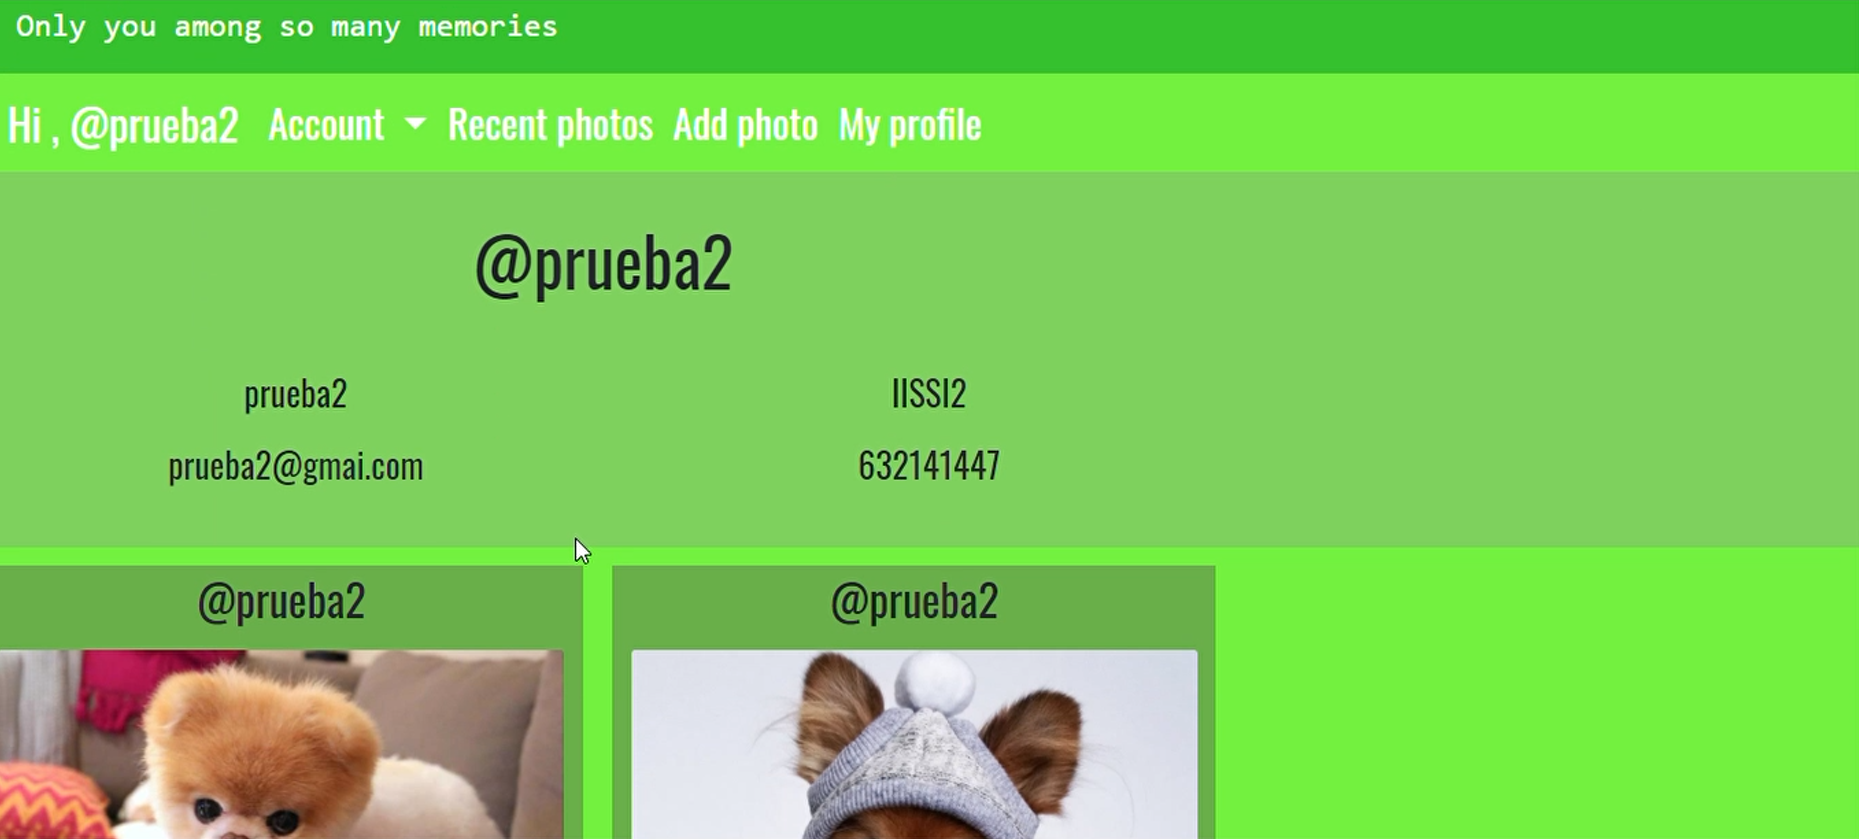 Only you among so many memories
Hi , @prueba2 Account Recent photos Add photo My profile
@prueba2
prueba2 IISSI2
prueba2@gmai.com 632141447
@prueba2 @prueba2